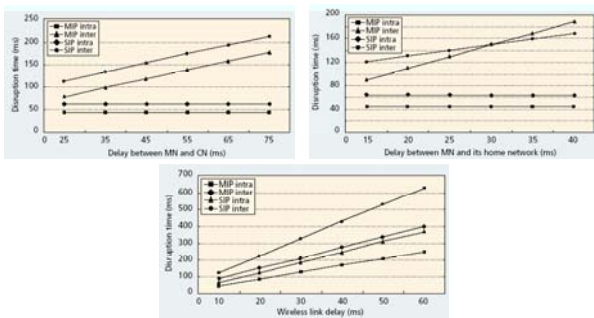 250
200
150
100
50
0
Disruption time (ms)
MIP intra
MIP inter
SIP intra
SIP inter
0 25 35 45 55 65 75
Delay between MN and CN (ms)
200
160
120
80
40
0
Disruption time (ms)
MIP intra
MIP inter
SIP intra
SIP inter
0 15 20 25 30 35 40
Delay between MN and its home network (ms)
700
600
500
400
300
200
100
0
Disruption time (ms)
MIP intra
MIP inter
SIP intra
SIP inter
0 10 20 30 40 50 60
Wireless link delay (ms)